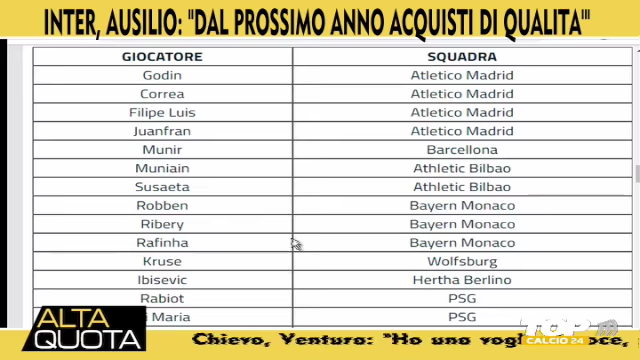 INTER, AUSILIO: "DAL PROSSIMO ANNO ACQUISTI DI QUALITA'"
GIOCATORE SQUADRA
Godin Atletico Madrid
Correa Atletico Madrid
Filipe Luis Atletico Madrid
Juanfran Atletico Madrid
Munir Barcellona
Muniain Athletic Bilbao
Susaeta Athletic Bilbao
Robben Bayern Monaco
Ribery Bayern Monaco
Rafinha Bayern Monaco
Kruse Wolfsburg
Ibisevic Hertha Berlino
Rabiot PSG
i Maria PSG
ALTA
QUOTA
TOP
CALCIO 24
Chievo, Ventura: "Ho una